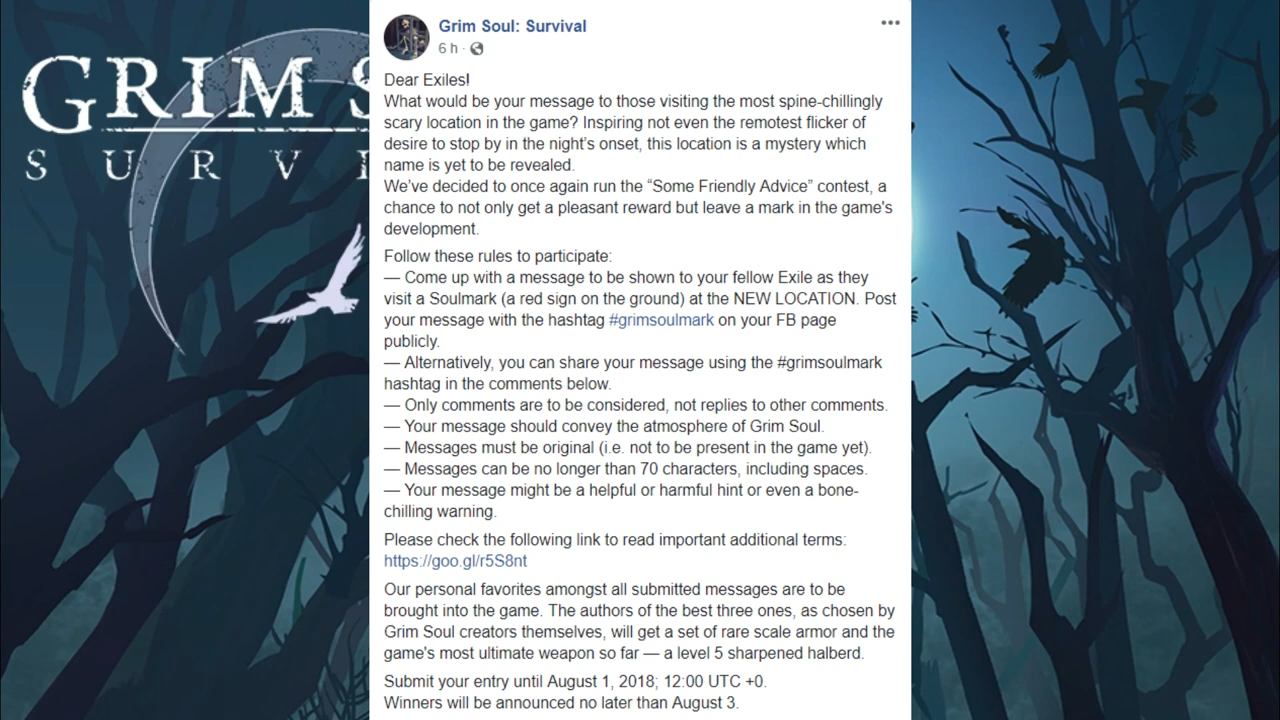 GRIM S
SURVI
Grim Soul: Survival
6 h ·
Dear Exiles!
What would be your message to those visiting the most spine-chillingly
scary location in the game? Inspiring not even the remotest flicker of
desire to stop by in the night's onset, this location is a mystery which
name is yet to be revealed.
We've decided to once again run the “Some Friendly Advice” contest, a
chance to not only get a pleasant reward but leave a mark in the game's
development.
Follow these rules to participate:
— Come up with a message to be shown to your fellow Exile as they
visit a Soulmark (a red sign on the ground) at the NEW LOCATION. Post
your message with the hashtag #grimsoulmark on your FB page
publicly.
— Alternatively, you can share your message using the #grimsoulmark
hashtag in the comments below.
— Only comments are to be considered, not replies to other comments.
— Your message should convey the atmosphere of Grim Soul.
— Messages must be original (i.e. not to be present in the game yet).
— Messages can be no longer than 70 characters, including spaces.
— Your message might be a helpful or harmful hint or even a bone-
chilling warning.
Please check the following link to read important additional terms:
https://goo.gl/r5S8nt
Our personal favorites amongst all submitted messages are to be
brought into the game. The authors of the best three ones, as chosen by
Grim Soul creators themselves, will get a set of rare scale armor and the
game's most ultimate weapon so far — a level 5 sharpened halberd.
Submit your entry until August 1, 2018; 12:00 UTC +0.
Winners will be announced no later than August 3.